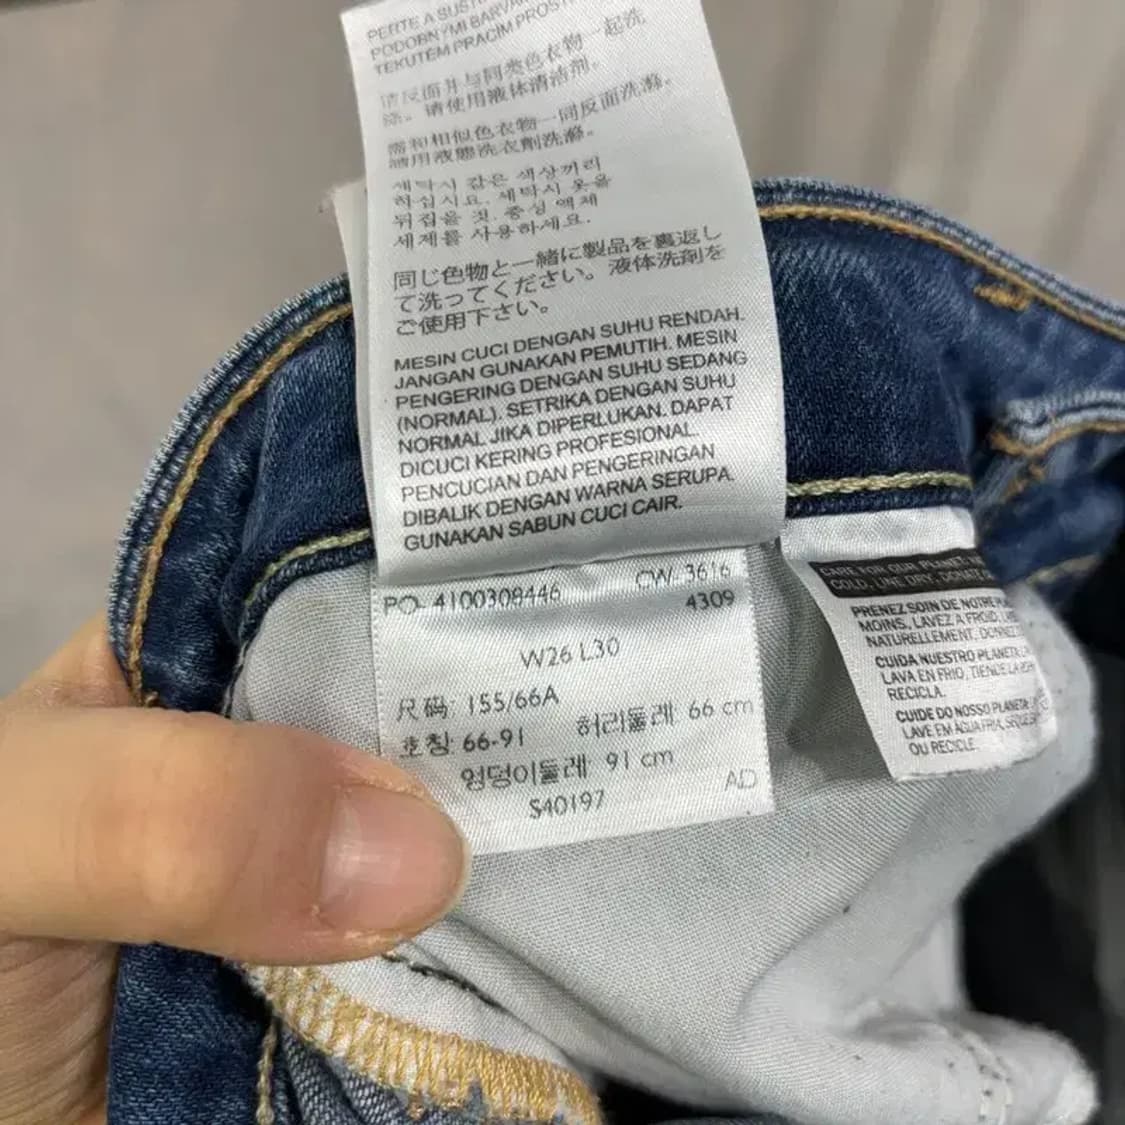 PERTE A
PODOBNÝMI BARVAMI
TEKUTÉM PRACÍM
请反面并与同类色衣物一起洗
涤。请使用液体清洁剂。
需和相似色衣物一同反面洗滌。
請用液態洗衣劑洗滌。
세탁시 같은 색상끼리
하십시요. 세탁시 옷을
뒤집을 것. 중성 액체
세제를 사용하세요.
同じ色物と一緒に製品を裏返し
て洗ってください。液体洗剤を
ご使用下さい。
MESIN CUCI DENGAN SUHU RENDAH.
JANGAN GUNAKAN PEMUTIH. MESIN
PENGERING DENGAN SUHU SEDANG
(NORMAL). SETRIKA DENGAN SUHU
NORMAL JIKA DIPERLUKAN. DAPAT
DICUCI KERING PROFESIONAL.
PENCUCIAN DAN PENGERINGAN
DIBALIK DENGAN WARNA SERUPA.
GUNAKAN SABUN CUCI CAIR.
PO. 4100308446 CW. 3616
4309
W26 L30
尺码 155/66A
호칭 66-91 허리둘레 66 cm
엉덩이둘레 91 cm
S40197 AD
CARE FOR OUR PLANET:
COLD, LINE DRY,
PRENEZ SOIN DE NOTRE
MOINS, LAVEZ A FROID,
NATURELLEMENT,
CUIDA NUESTRO PLANETA:
LAVA EN FRIO, TIENDE LA
RECICLA.
CUIDE DO NOSSO PLANETA:
LAVE EM ÁGUA FRIA,
OU RECICLE.